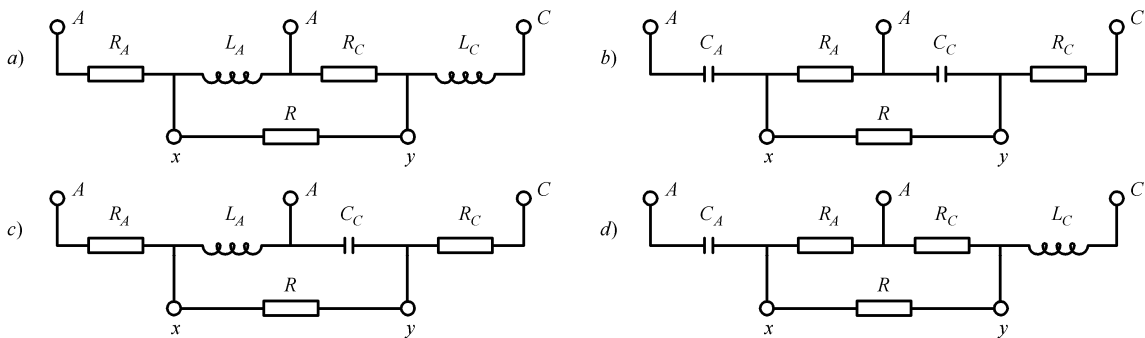 A A C A A C
a) R_A L_A R_C L_C b) C_A R_A C_C R_C
R R
x y x y
A A C A A C
c) R_A L_A C_C R_C d) C_A R_A R_C L_C
R R
x y x y